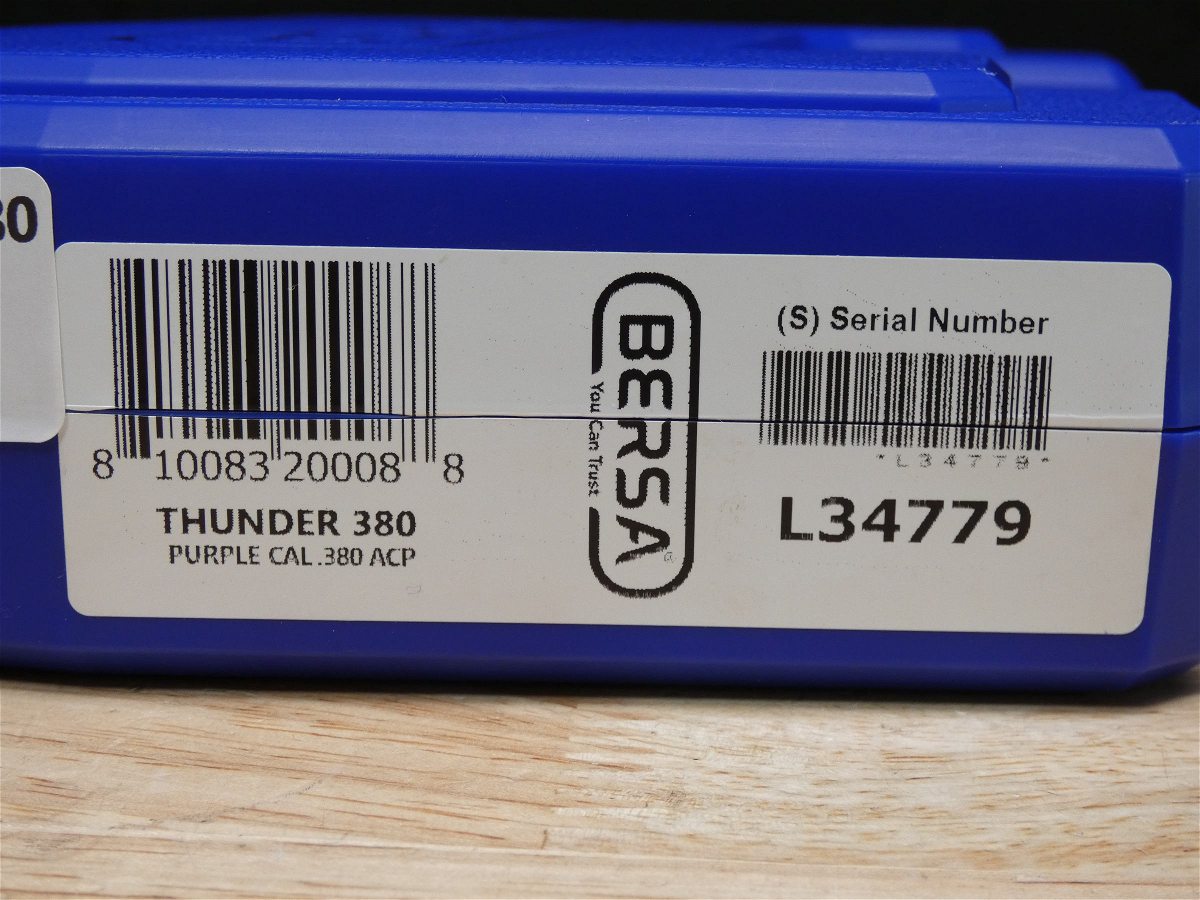 30
8 10083 20008 8
THUNDER 380
PURPLE CAL .380 ACP
BERSA
You Can Trust
(S) Serial Number
*L34779*
L34779